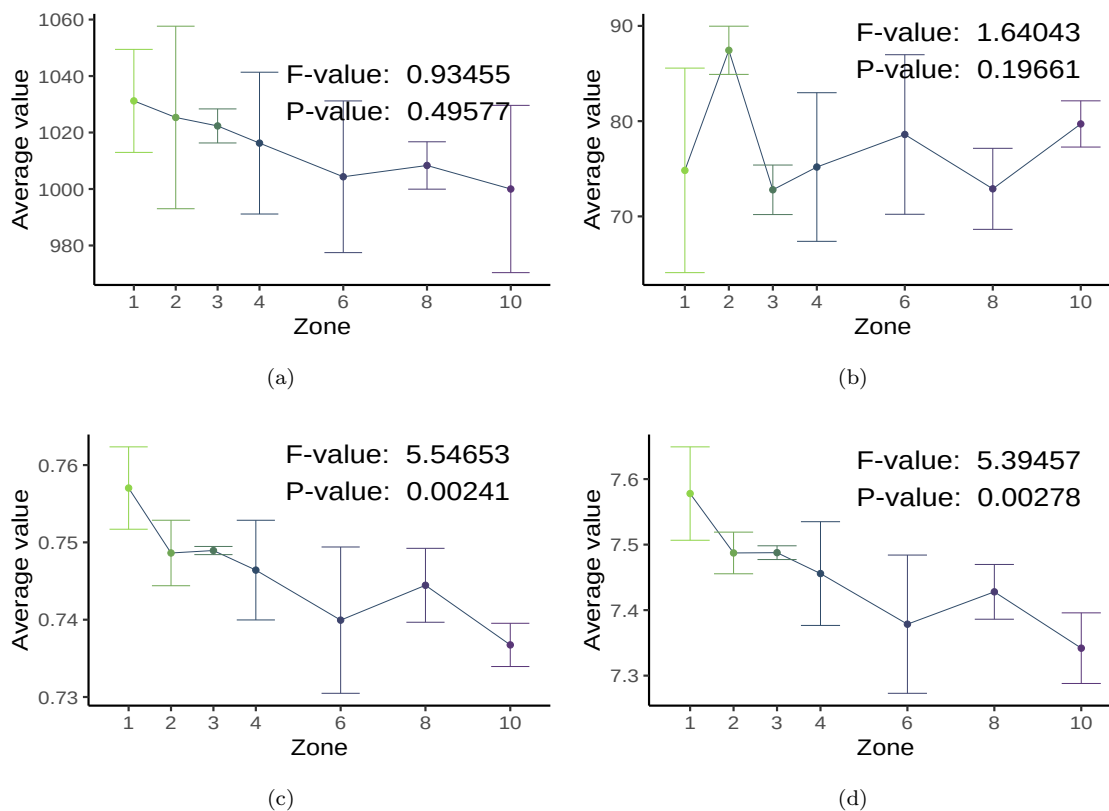 1060
1040
1020
1000
980
Average value
F-value: 0.93455
P-value: 0.49577
1 2 3 4 6 8 10
Zone
(a)
90
80
70
Average value
F-value: 1.64043
P-value: 0.19661
1 2 3 4 6 8 10
Zone
(b)
0.76
0.75
0.74
0.73
Average value
F-value: 5.54653
P-value: 0.00241
1 2 3 4 6 8 10
Zone
(c)
7.6
7.5
7.4
7.3
Average value
F-value: 5.39457
P-value: 0.00278
1 2 3 4 6 8 10
Zone
(d)